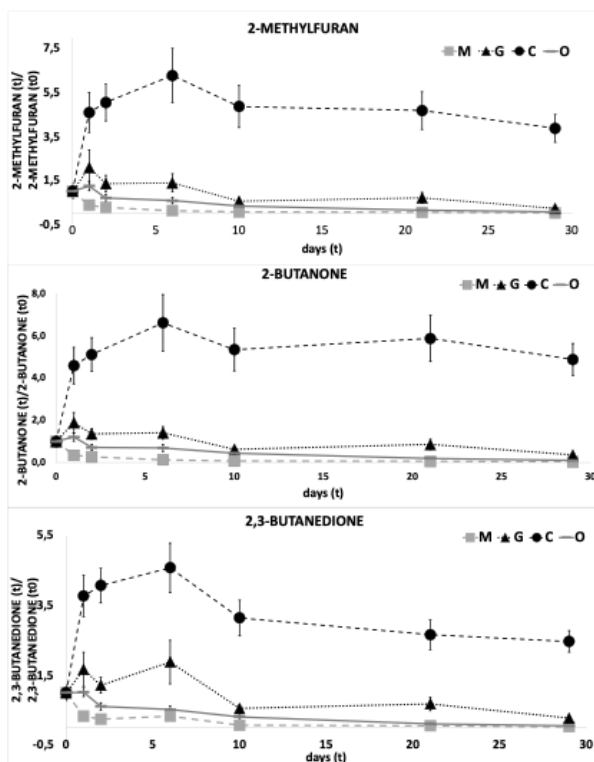 2-METHYLFURAN
M G C O
2-METHYLFURAN (t)/
2-METHYLFURAN (t0)
7,5
5,5
3,5
1,5
-0,5
0 5 10 15 20 25 30
days (t)
2-BUTANONE
M G C O
2-BUTANONE (t)/2-BUTANONE (t0)
8,0
6,0
4,0
2,0
0,0
0 5 10 15 20 25 30
days (t)
2,3-BUTANEDIONE
M G C O
2,3-BUTANEDIONE (t)/
2,3-BUTANEDIONE (t0)
5,5
3,5
1,5
-0,5
0 5 10 15 20 25 30
days (t)